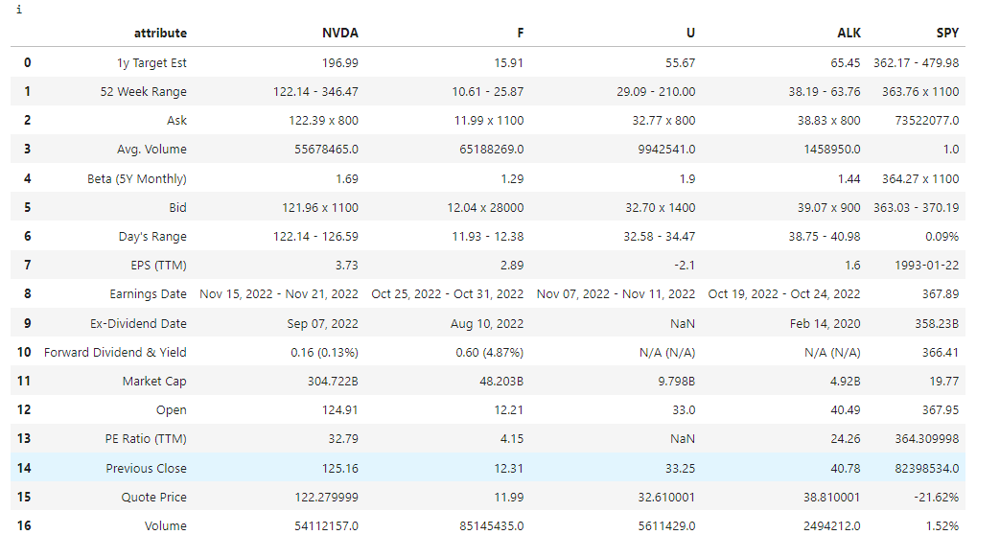 i
attribute NVDA F U ALK SPY
0 1y Target Est 196.99 15.91 55.67 65.45 362.17 - 479.98
1 52 Week Range 122.14 - 346.47 10.61 - 25.87 29.09 - 210.00 38.19 - 63.76 363.76 x 1100
2 Ask 122.39 x 800 11.99 x 1100 32.77 x 800 38.83 x 800 73522077.0
3 Avg. Volume 55678465.0 65188269.0 9942541.0 1458950.0 1.0
4 Beta (5Y Monthly) 1.69 1.29 1.9 1.44 364.27 x 1100
5 Bid 121.96 x 1100 12.04 x 28000 32.70 x 1400 39.07 x 900 363.03 - 370.19
6 Day's Range 122.14 - 126.59 11.93 - 12.38 32.58 - 34.47 38.75 - 40.98 0.09%
7 EPS (TTM) 3.73 2.89 -2.1 1.6 1993-01-22
8 Earnings Date Nov 15, 2022 - Nov 21, 2022 Oct 25, 2022 - Oct 31, 2022 Nov 07, 2022 - Nov 11, 2022 Oct 19, 2022 - Oct 24, 2022 367.89
9 Ex-Dividend Date Sep 07, 2022 Aug 10, 2022 NaN Feb 14, 2020 358.23B
10 Forward Dividend & Yield 0.16 (0.13%) 0.60 (4.87%) N/A (N/A) N/A (N/A) 366.41
11 Market Cap 304.722B 48.203B 9.798B 4.92B 19.77
12 Open 124.91 12.21 33.0 40.49 367.95
13 PE Ratio (TTM) 32.79 4.15 NaN 24.26 364.309998
14 Previous Close 125.16 12.31 33.25 40.78 82398534.0
15 Quote Price 122.279999 11.99 32.610001 38.810001 -21.62%
16 Volume 54112157.0 85145435.0 5611429.0 2494212.0 1.52%